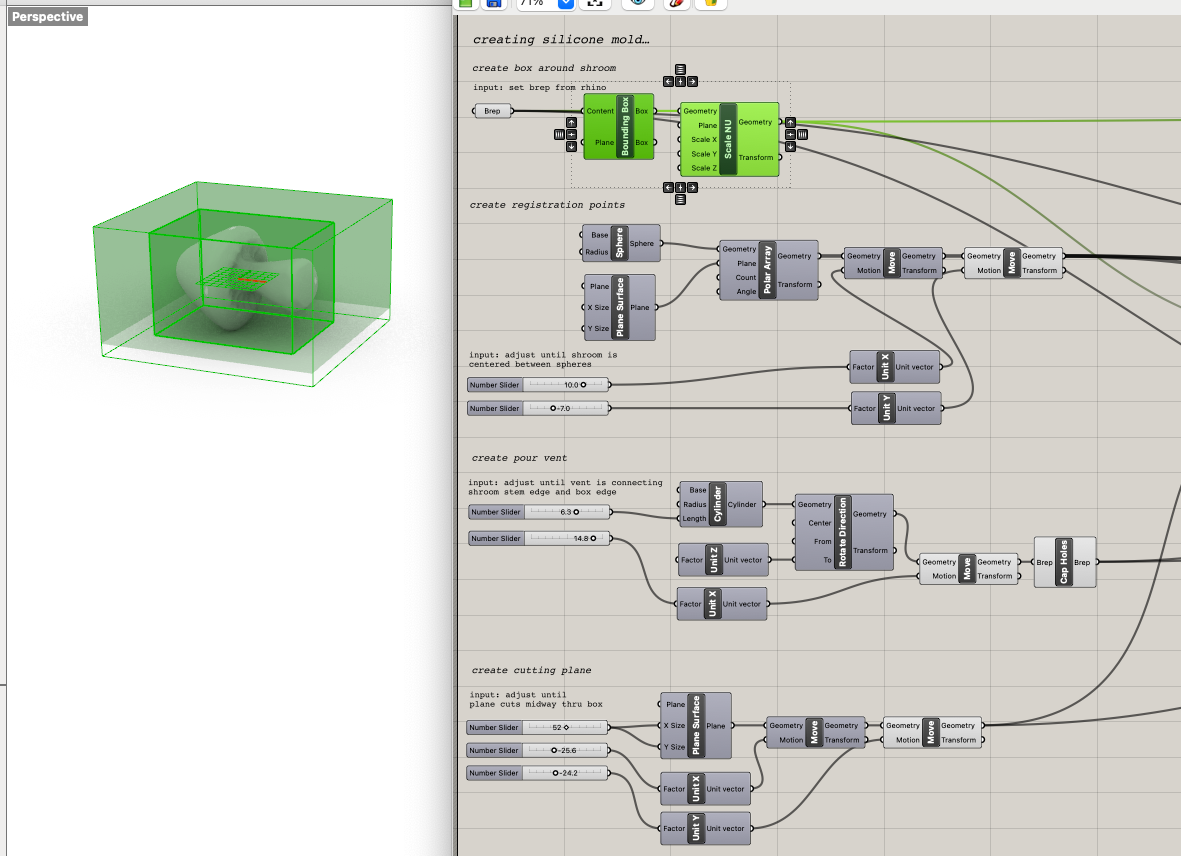 Perspective
71%
creating silicone mold…
create box around shroom
input: set brep from rhino
Brep
Content
Plane
Bounding Box
Box
Box
Geometry
Plane
Scale X
Scale Y
Scale Z
Scale NU
Geometry
Transform
create registration points
Base
Radius
Sphere
Sphere
Plane
X Size
Y Size
Plane Surface
Plane
Geometry
Plane
Count
Angle
Polar Array
Geometry
Transform
Geometry
Motion
Move
Geometry
Transform
Geometry
Motion
Move
Geometry
Transform
input: adjust until shroom is
centered between spheres
Number Slider 10.0
Number Slider -7.0
Factor Unit X Unit vector
Factor Unit Y Unit vector
create pour vent
input: adjust until vent is connecting
shroom stem edge and box edge
Number Slider 6.3
Number Slider 14.8
Base
Radius
Length
Cylinder
Cylinder
Factor Unit Z Unit vector
Factor Unit X Unit vector
Geometry
Center
From
To
Rotate Direction
Geometry
Transform
Geometry
Motion
Move
Geometry
Transform
Brep Cap Holes Brep
create cutting plane
input: adjust until
plane cuts midway thru box
Number Slider 52
Number Slider -25.6
Number Slider -24.2
Plane
X Size
Y Size
Plane Surface
Plane
Geometry
Motion
Move
Geometry
Transform
Geometry
Motion
Move
Geometry
Transform
Factor Unit X Unit vector
Factor Unit Y Unit vector